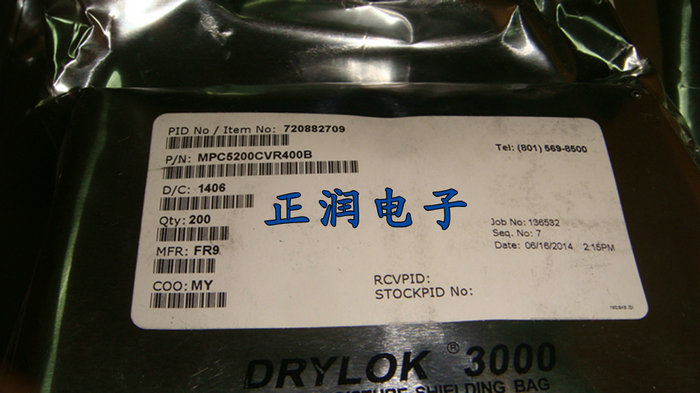 PID No / Item No: 720882709
Tel: (801) 569-8500
P/N: MPC5200CVR400B
D/C: 1406
Qty: 200
正润电子
Job No: 136532
Seq. No: 7
Date: 06/16/2014 2:15PM
MFR: FR9
COO: MY
RCVPID:
STOCKPID No:
DRYLOK ® 3000
SHIELDING BAG